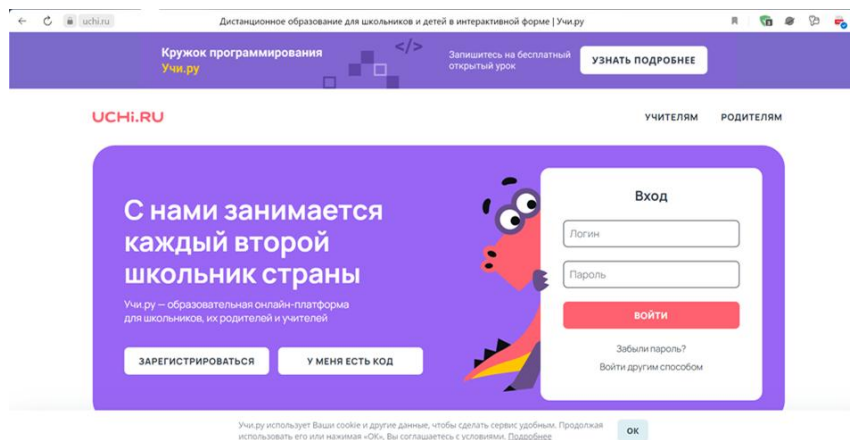 uchi.ru
Дистанционное образование для школьников и детей в интерактивной форме | Учи.ру
Кружок программирования
Учи.ру
</>
Запишитесь на бесплатный
открытый урок
УЗНАТЬ ПОДРОБНЕЕ
UCHi.RU
УЧИТЕЛЯМ РОДИТЕЛЯМ
С нами занимается
каждый второй
школьник страны
Учи.ру — образовательная онлайн-платформа
для школьников, их родителей и учителей
ЗАРЕГИСТРИРОВАТЬСЯ
У МЕНЯ ЕСТЬ КОД
Вход
Логин
Пароль
ВОЙТИ
Забыли пароль?
Войти другим способом
Учи.ру использует Ваши cookie и другие данные, чтобы сделать сервис удобным. Продолжая
использовать его или нажимая «ОК», Вы соглашаетесь с условиями. Подробнее
ОК